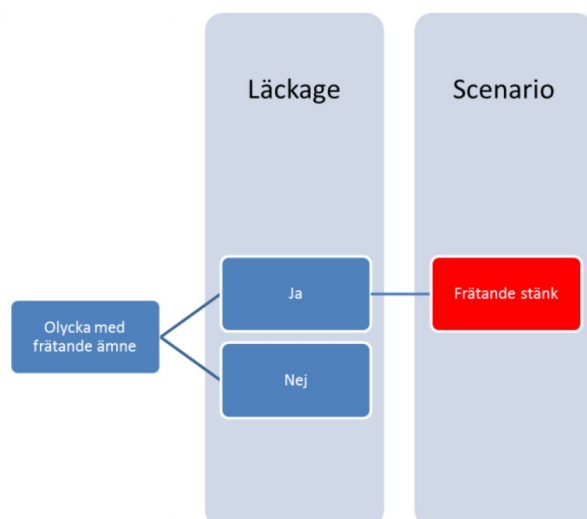 Läckage
Scenario
Olycka med
frätande ämne
Ja
Frätande stänk
Nej